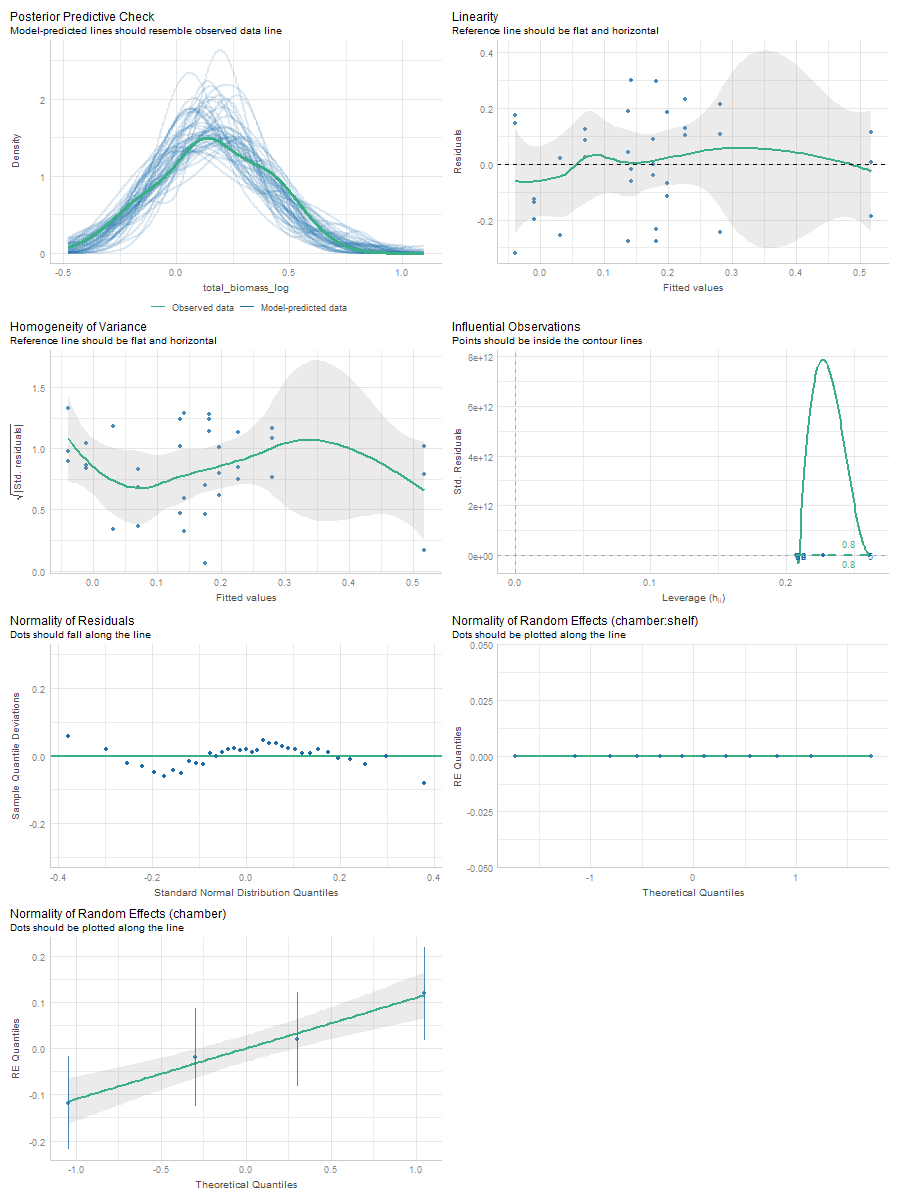 Posterior Predictive Check
Model-predicted lines should resemble observed data line
Density
2
1
0
-0.5
0.0
0.5
1.0
total_biomass_log
Observed data
Model-predicted data
Linearity
Reference line should be flat and horizontal
Residuals
0.4
0.2
0.0
-0.2
0.0
0.1
0.2
0.3
0.4
0.5
Fitted values
Homogeneity of Variance
Reference line should be flat and horizontal
√|Std. residuals|
1.5
1.0
0.5
0.0
0.0
0.1
0.2
0.3
0.4
0.5
Fitted values
Influential Observations
Points should be inside the contour lines
Std. Residuals
8e+12
6e+12
4e+12
2e+12
0e+00
0.8
0.8
0.0
0.1
0.2
Leverage (hii)
Normality of Residuals
Dots should fall along the line
Sample Quantile Deviations
0.2
0.0
-0.2
-0.4
-0.2
0.0
0.2
0.4
Standard Normal Distribution Quantiles
Normality of Random Effects (chamber:shelf)
Dots should be plotted along the line
RE Quantiles
0.050
0.025
0.000
-0.025
-0.050
-1
0
1
Theoretical Quantiles
Normality of Random Effects (chamber)
Dots should be plotted along the line
RE Quantiles
0.2
0.1
0.0
-0.1
-0.2
-1.0
-0.5
0.0
0.5
1.0
Theoretical Quantiles